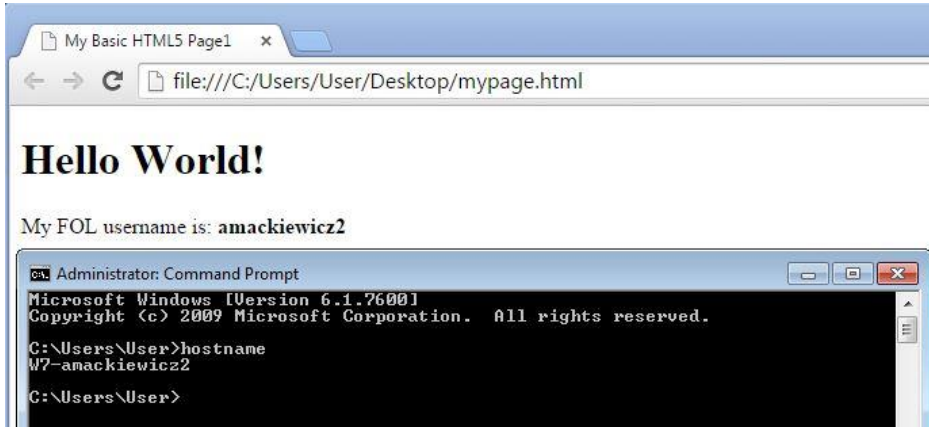 My Basic HTML5 Page1
file:///C:/Users/User/Desktop/mypage.html
Hello World!
My FOL username is: amackiewicz2
Administrator: Command Prompt
Microsoft Windows [Version 6.1.7600]
Copyright (c) 2009 Microsoft Corporation.  All rights reserved.
C:\Users\User>hostname
W7-amackiewicz2
C:\Users\User>